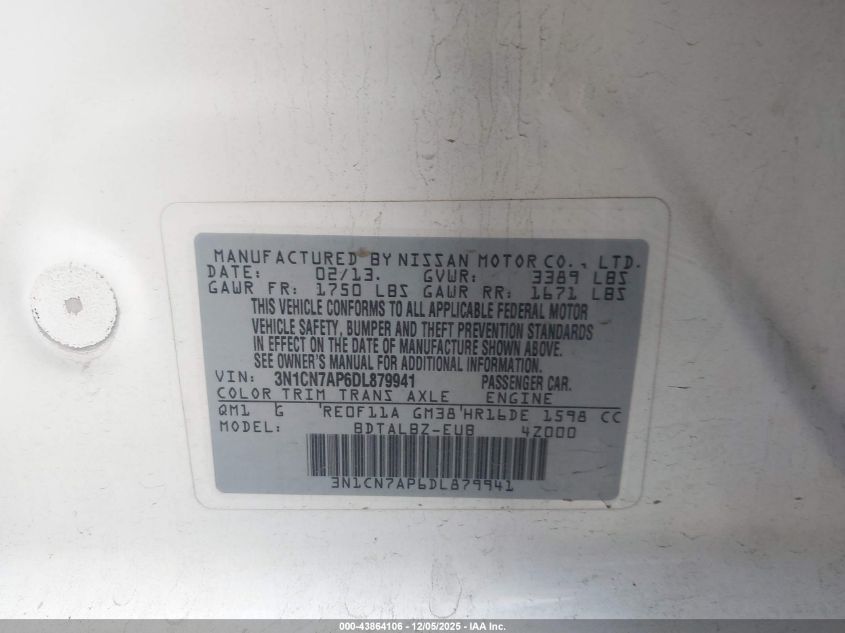 MANUFACTURED BY NISSAN MOTOR CO., LTD.
DATE: 02/13. GVWR: 3389 LBS
GAWR FR: 1750 LBS GAWR RR: 1671 LBS
THIS VEHICLE CONFORMS TO ALL APPLICABLE FEDERAL MOTOR
VEHICLE SAFETY, BUMPER AND THEFT PREVENTION STANDARDS
IN EFFECT ON THE DATE OF MANUFACTURE SHOWN ABOVE.
SEE OWNER'S MANUAL FOR ADDITIONAL INFORMATION.
VIN: 3N1CN7AP6DL879941 PASSENGER CAR.
COLOR TRIM TRANS AXLE ENGINE
QM1 G 'RE0F11A GM38'HR16DE 1598 CC
MODEL: BDTALBZ-EUB 4Z000
3N1CN7AP6DL879941
000-43864106 - 12/05/2025 - IAA Inc.